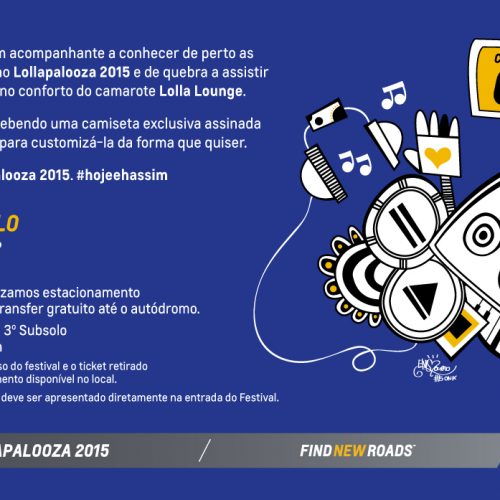 acompanhante a conhecer de perto as
Lollapalooza 2015 e de quebra a assistir
no conforto do camarote Lolla Lounge.
ebendo uma camiseta exclusiva assinada
para customizá-la da forma que quiser.
alooza 2015. #hojeehassim
LO
zamos estacionamento
transfer gratuito até o autódromo.
3º Subsolo
so do festival e o ticket retirado
mento disponível no local.
deve ser apresentado diretamente na entrada do Festival.
APALOOZA 2015 / FIND NEW ROADS™